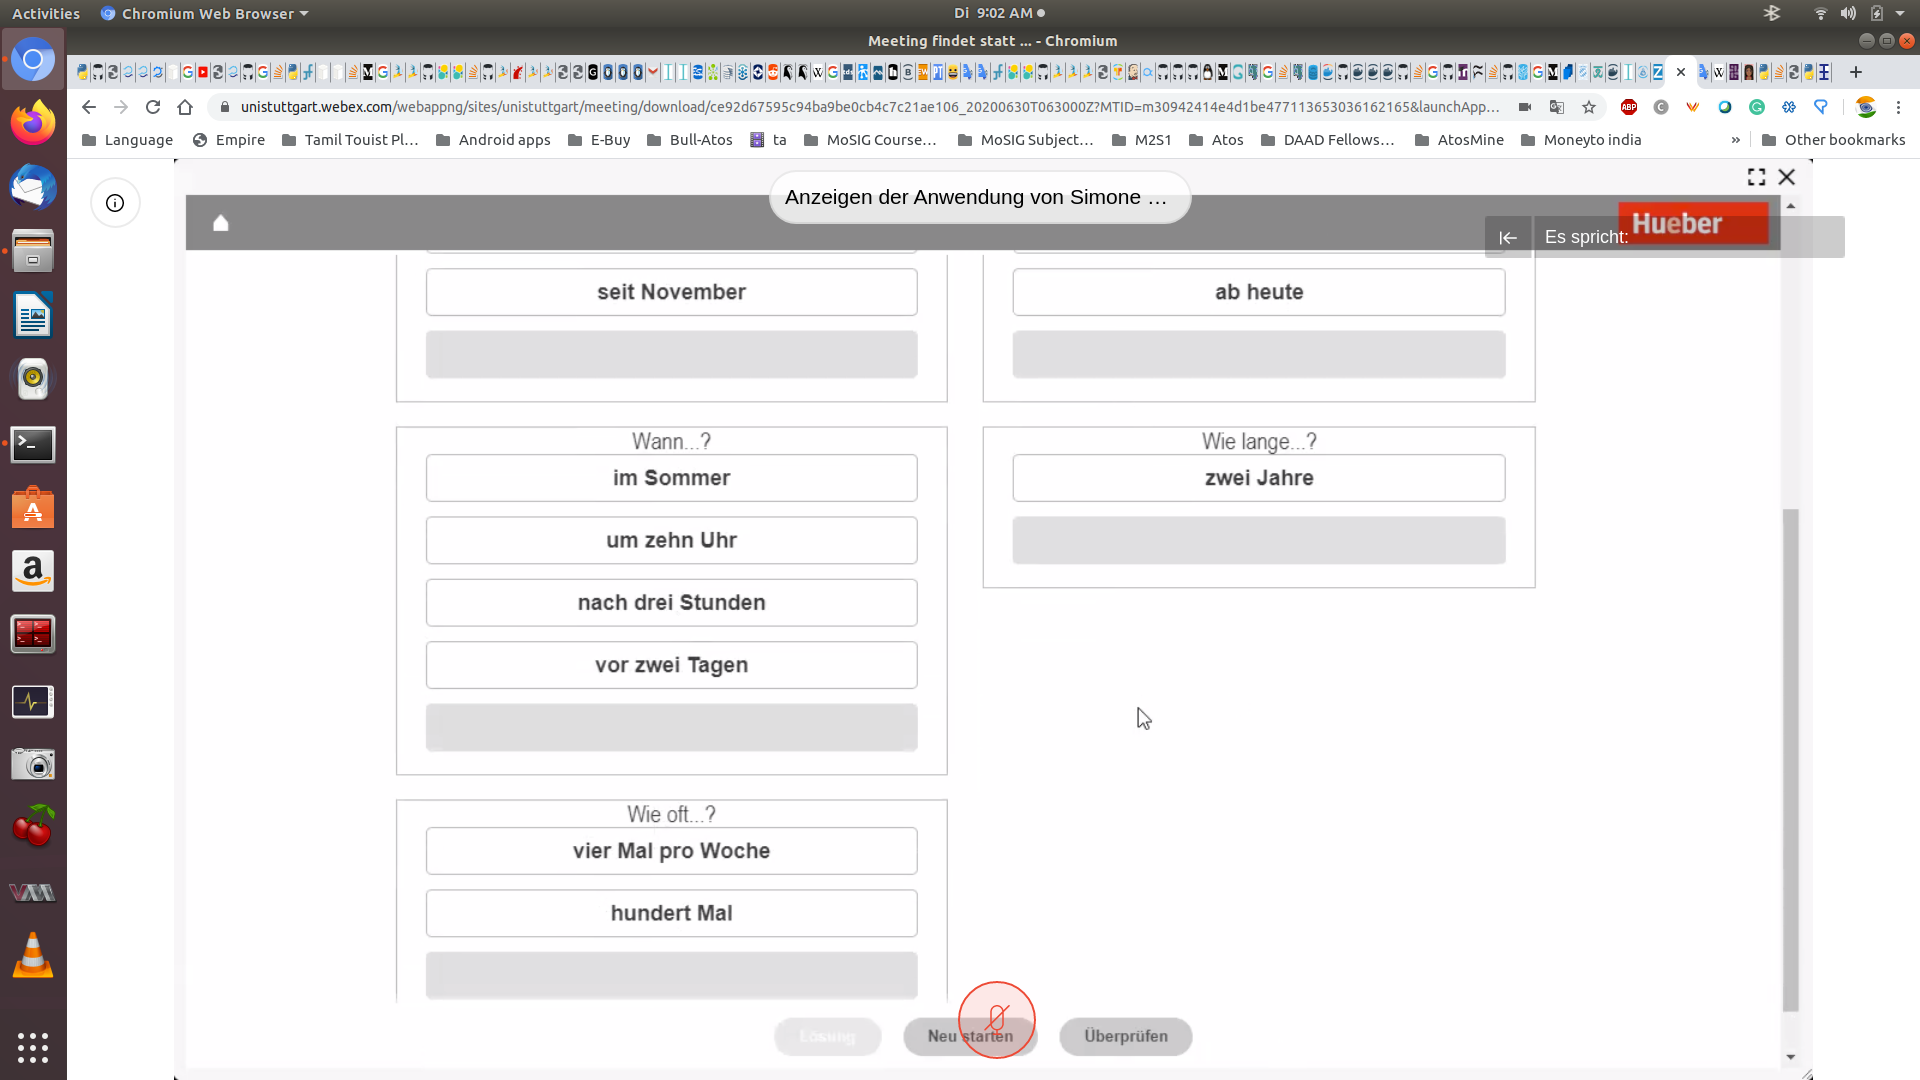 Activities
Chromium Web Browser
Di 9:02 AM
Meeting findet statt ... - Chromium
unistuttgart.webex.com/webappng/sites/unistuttgart/meeting/download/ce92d67595c94ba9be0cb4c7c21ae106_20200630T063000Z?MTID=m30942414e4d1be477113653036162165&launchApp...
Language
Empire
Tamil Touist Pl...
Android apps
E-Buy
Bull-Atos
ta
MoSIG Course...
MoSIG Subject...
M2S1
Atos
DAAD Fellows...
AtosMine
Moneyto india
»
Other bookmarks
Anzeigen der Anwendung von Simone ...
Hueber
Es spricht:
seit November
ab heute
Wann...?
im Sommer
um zehn Uhr
nach drei Stunden
vor zwei Tagen
Wie lange...?
zwei Jahre
Wie oft...?
vier Mal pro Woche
hundert Mal
Lösung
Neu starten
Überprüfen